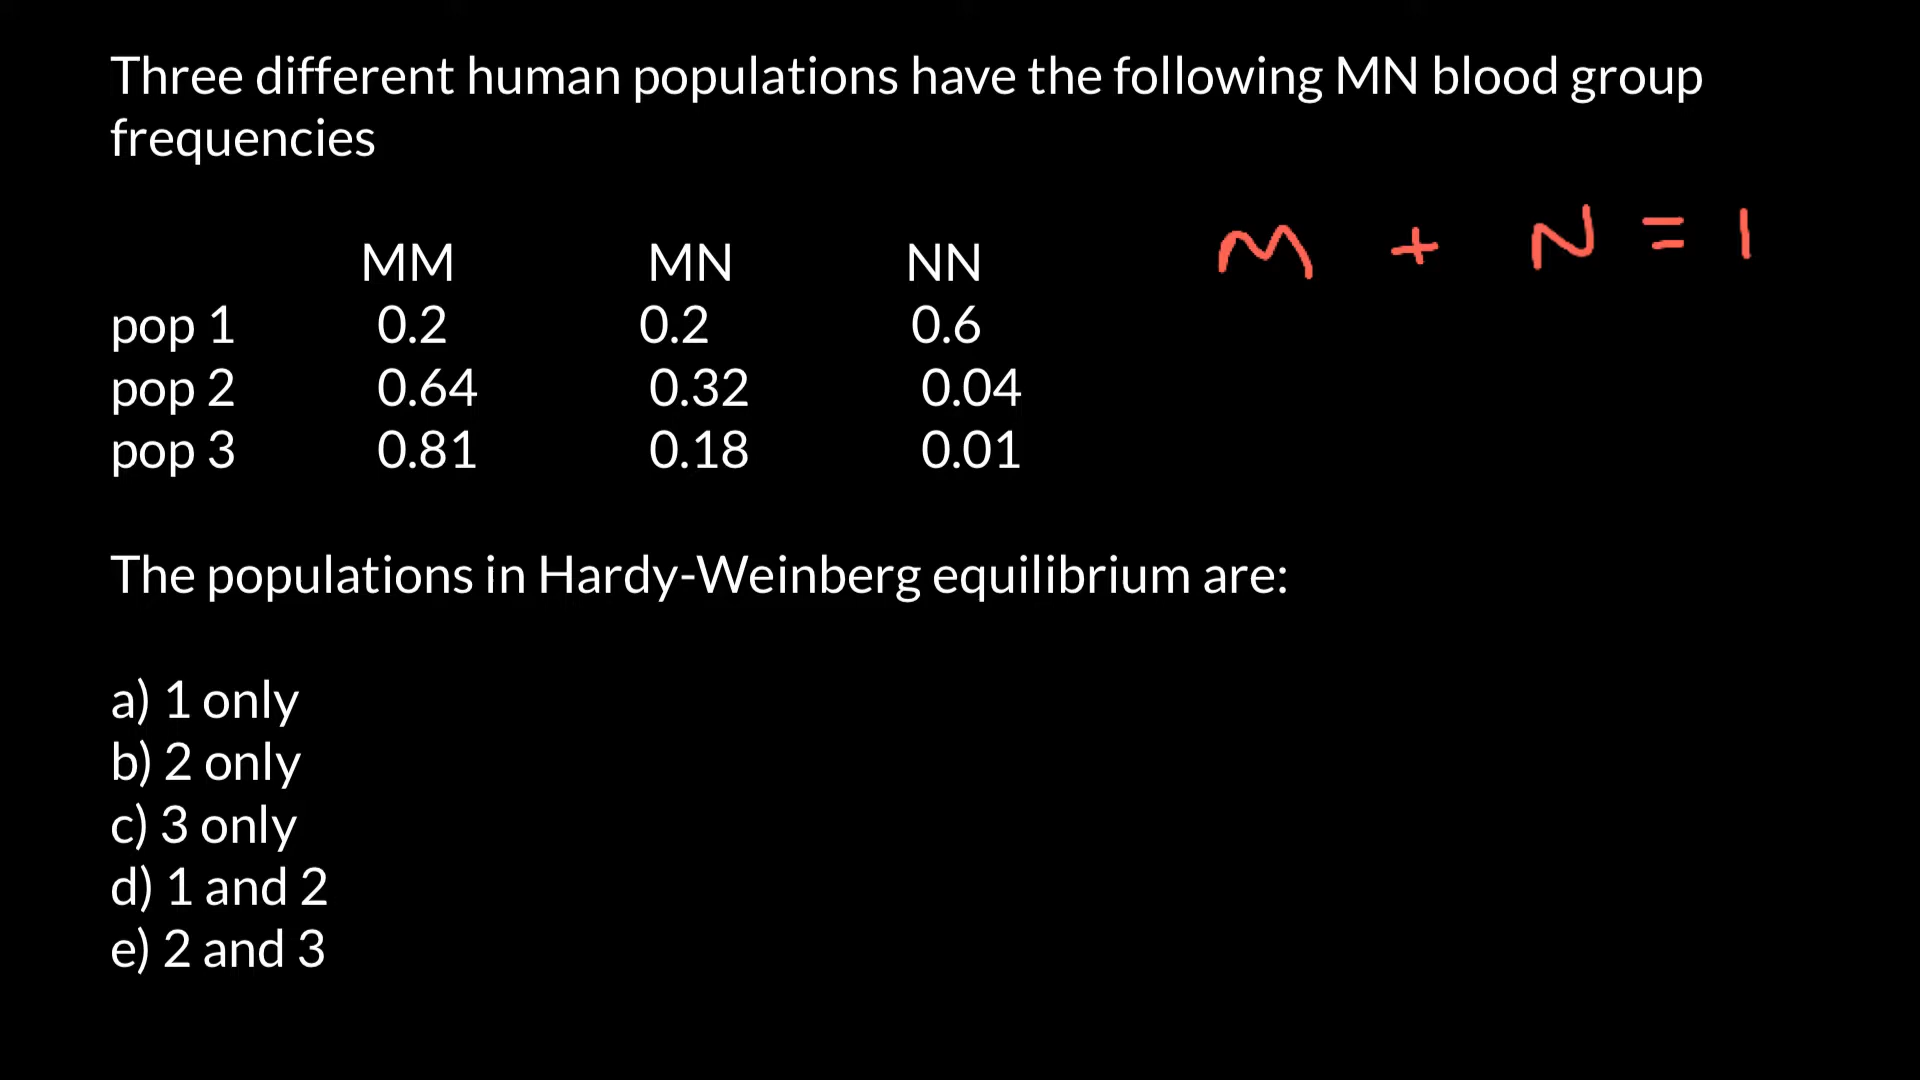 Three different human populations have the following MN blood group
frequencies
M + N = 1
MM MN NN
pop 1 0.2 0.2 0.6
pop 2 0.64 0.32 0.04
pop 3 0.81 0.18 0.01
The populations in Hardy-Weinberg equilibrium are:
a) 1 only
b) 2 only
c) 3 only
d) 1 and 2
e) 2 and 3